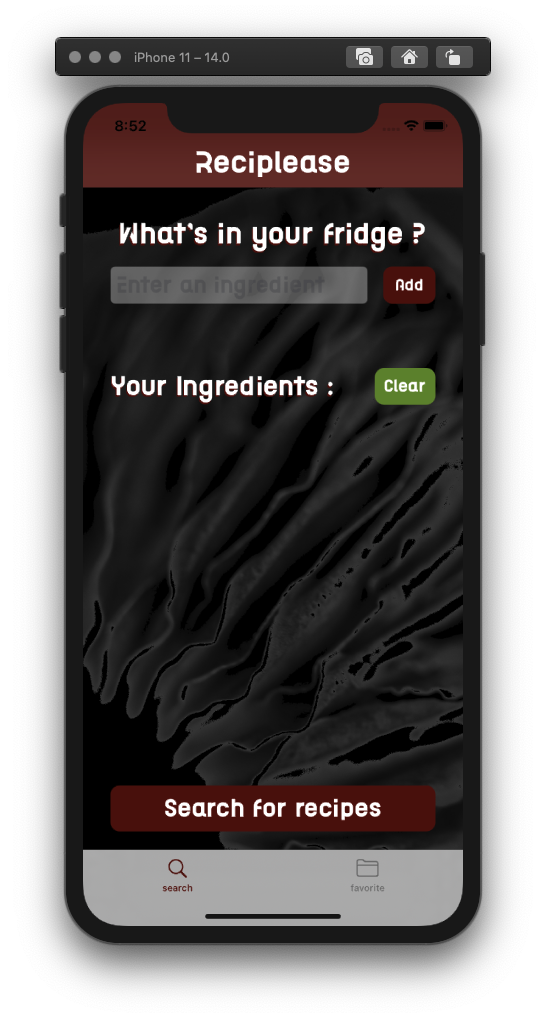 iPhone 11 – 14.0
8:52
Reciplease
What's in your fridge ?
Enter an ingredient
Add
Your Ingredients :
Clear
Search for recipes
search
favorite